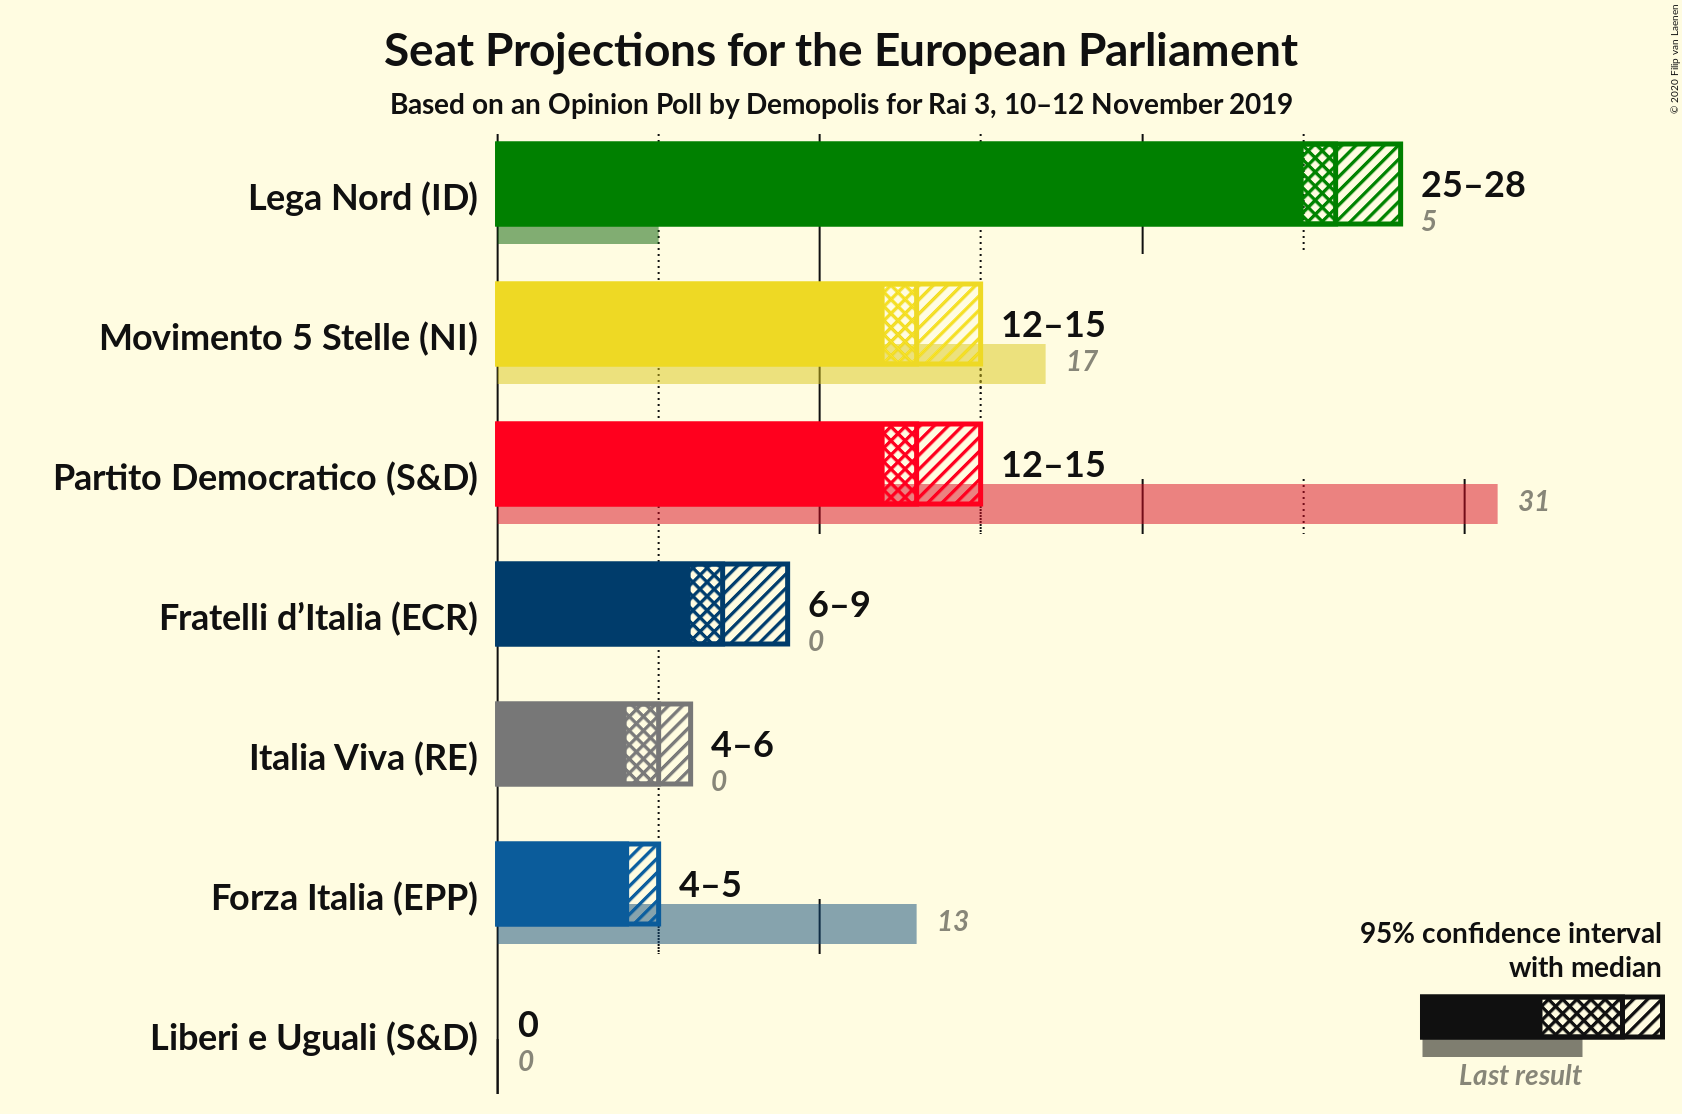 Seat Projections for the European Parliament
Based on an Opinion Poll by Demopolis for Rai 3, 10–12 November 2019
© 2020 Filip van Laenen
Lega Nord (ID)
25–28
5
Movimento 5 Stelle (NI)
12–15
17
Partito Democratico (S&D)
12–15
31
Fratelli d’Italia (ECR)
6–9
0
Italia Viva (RE)
4–6
0
Forza Italia (EPP)
4–5
13
Liberi e Uguali (S&D)
0
0
95% confidence interval
with median
Last result